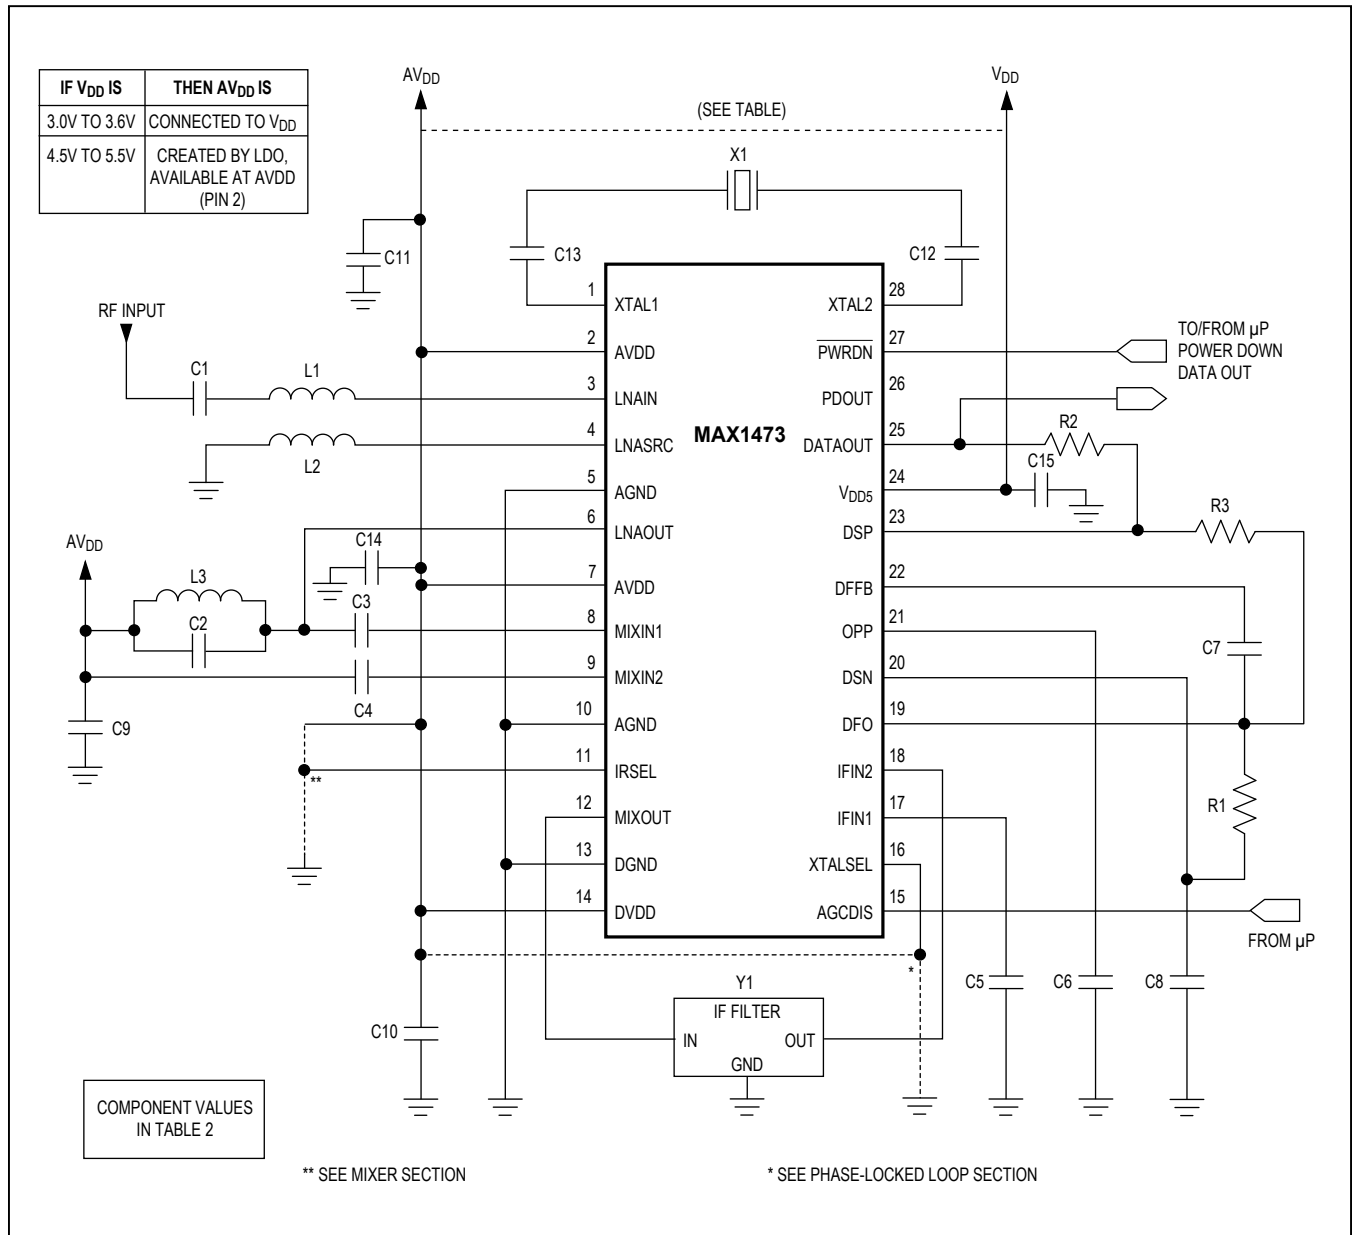 IF VDD IS THEN AVDD IS
3.0V TO 3.6V CONNECTED TO VDD
4.5V TO 5.5V CREATED BY LDO,
AVAILABLE AT AVDD
(PIN 2)
AVDD
VDD
(SEE TABLE)
X1
C11
C13
C12
RF INPUT
C1
L1
L2
AVDD
L3
C2
C14
C3
C4
C9
**
C10
MAX1473
1 XTAL1
2 AVDD
3 LNAIN
4 LNASRC
5 AGND
6 LNAOUT
7 AVDD
8 MIXIN1
9 MIXIN2
10 AGND
11 IRSEL
12 MIXOUT
13 DGND
14 DVDD
XTAL2 28
PWRDN 27
PDOUT 26
DATAOUT 25
VDD5 24
DSP 23
DFFB 22
OPP 21
DSN 20
DFO 19
IFIN2 18
IFIN1 17
XTALSEL 16
AGCDIS 15
TO/FROM µP
POWER DOWN
DATA OUT
R2
C15
R3
C7
R1
FROM µP
*
C5
C6
C8
Y1
IF FILTER
IN OUT
GND
COMPONENT VALUES
IN TABLE 2
** SEE MIXER SECTION
* SEE PHASE-LOCKED LOOP SECTION